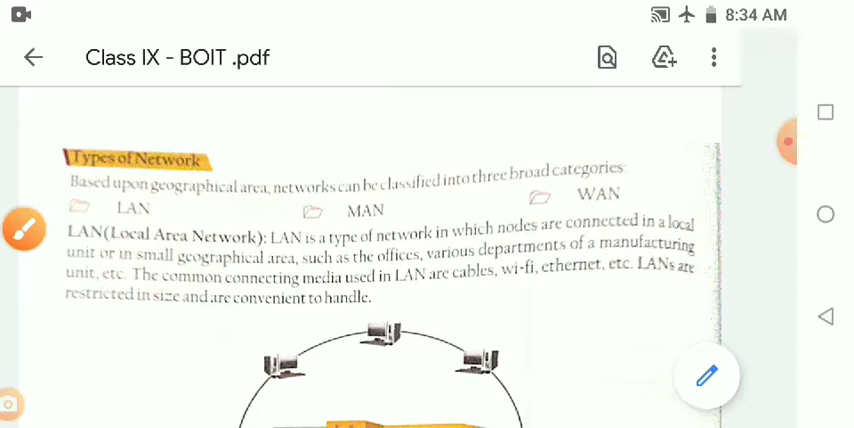 8:34 AM
Class IX - BOIT .pdf
Types of Network
Based upon geographical area, networks can be classified into three broad categories:
LAN MAN WAN
LAN(Local Area Network): LAN is a type of network in which nodes are connected in a local
unit or in small geographical area, such as the offices, various departments of a manufacturing
unit, etc. The common connecting media used in LAN are cables, wi-fi, ethernet, etc. LANs are
restricted in size and are convenient to handle.